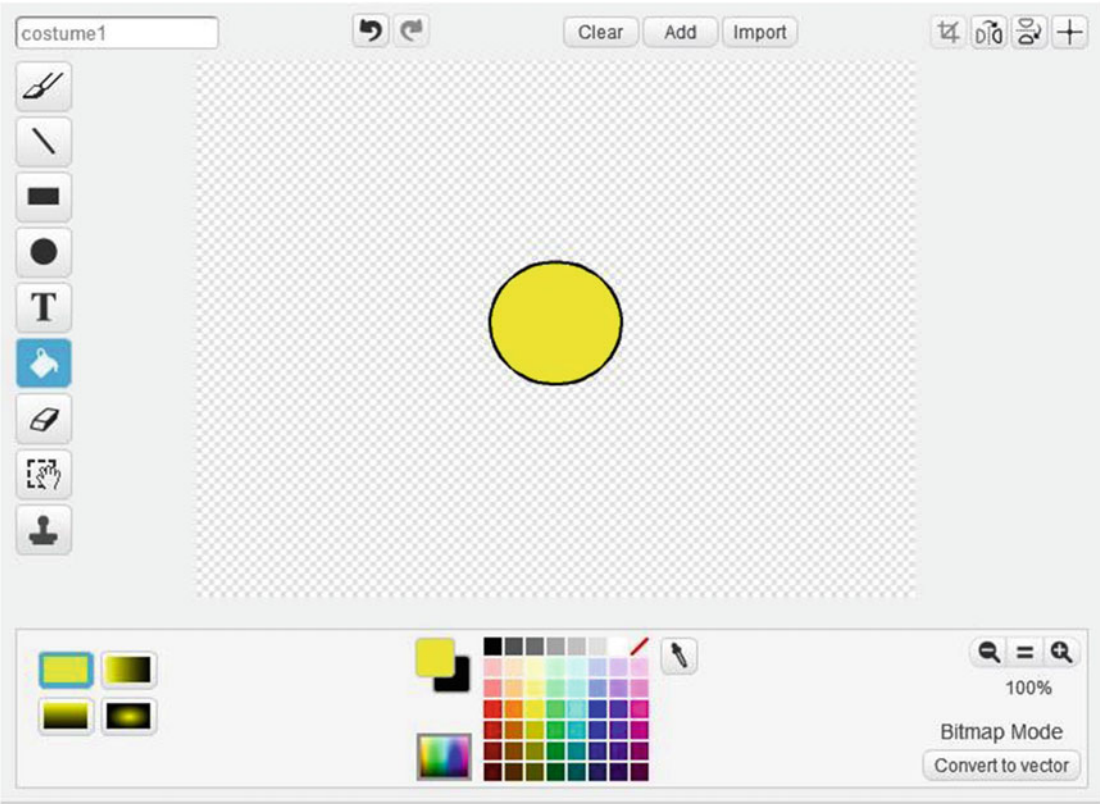 costume1
Clear
Add
Import
T
100%
Bitmap Mode
Convert to vector